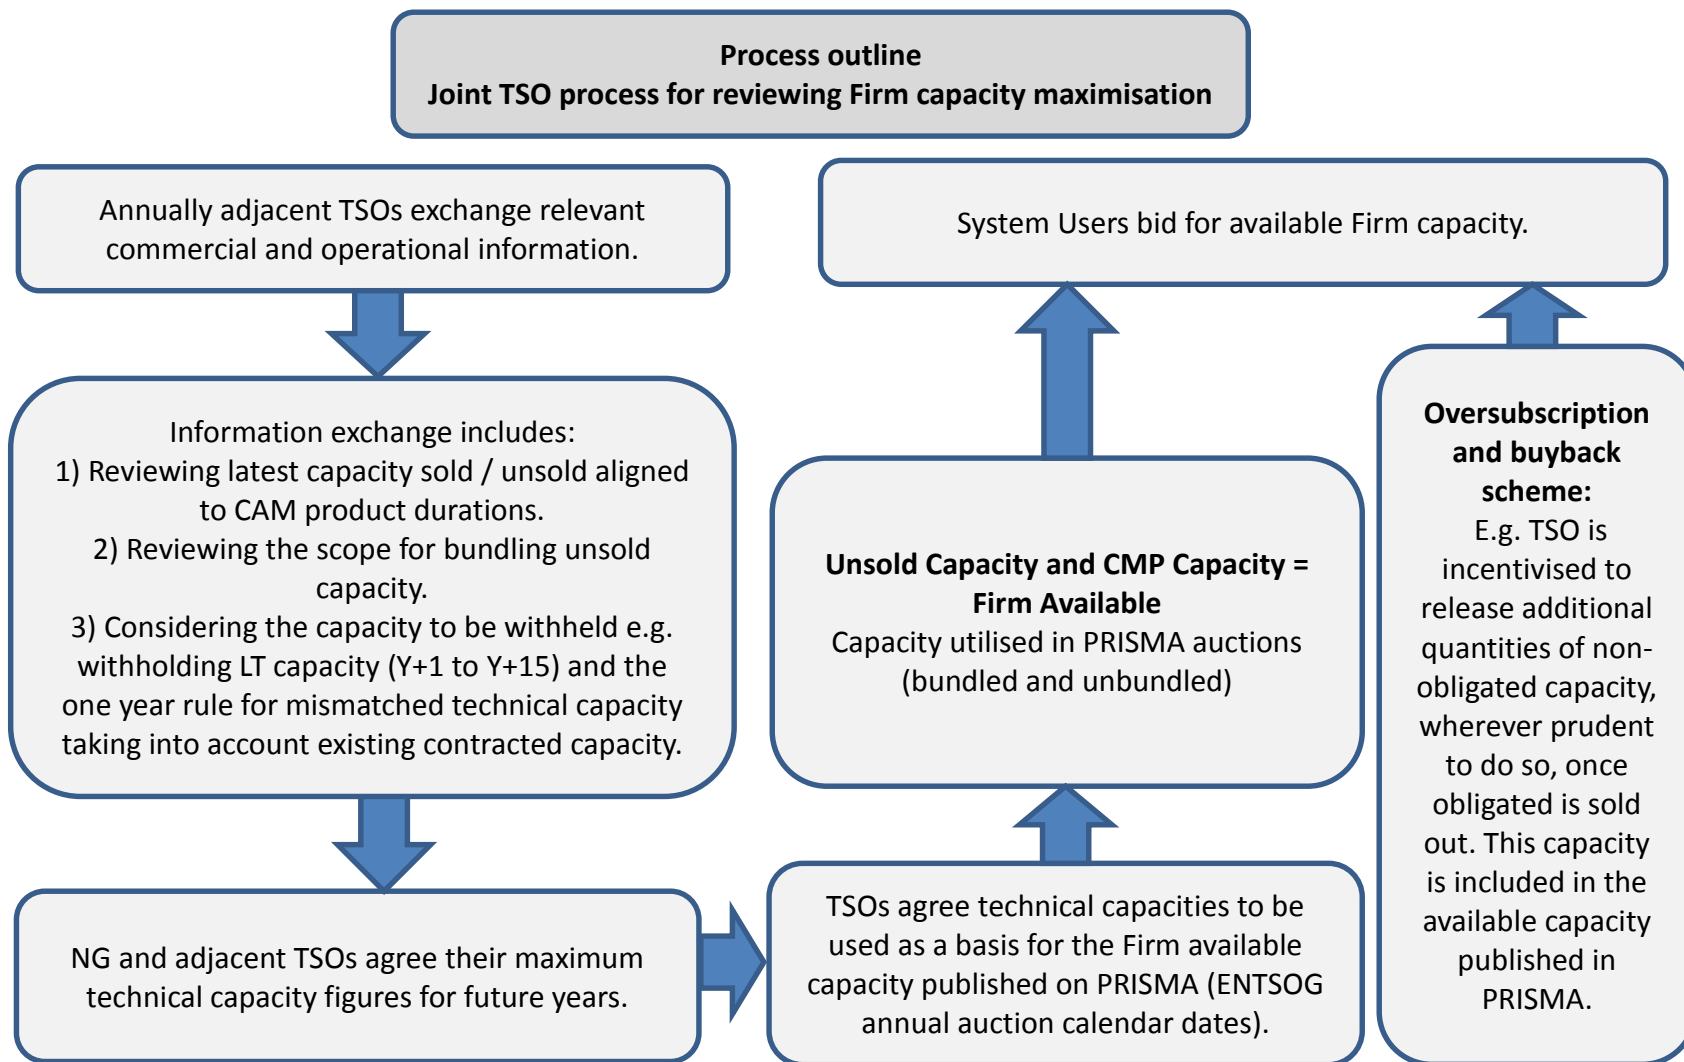 Process outline
Joint TSO process for reviewing Firm capacity maximisation
Annually adjacent TSOs exchange relevant
commercial and operational information.
Information exchange includes:
1) Reviewing latest capacity sold / unsold aligned
to CAM product durations.
2) Reviewing the scope for bundling unsold
capacity.
3) Considering the capacity to be withheld e.g.
withholding LT capacity (Y+1 to Y+15) and the
one year rule for mismatched technical capacity
taking into account existing contracted capacity.
NG and adjacent TSOs agree their maximum
technical capacity figures for future years.
TSOs agree technical capacities to be
used as a basis for the Firm available
capacity published on PRISMA (ENTSOG
annual auction calendar dates).
Unsold Capacity and CMP Capacity =
Firm Available
Capacity utilised in PRISMA auctions
(bundled and unbundled)
System Users bid for available Firm capacity.
Oversubscription
and buyback
scheme:
E.g. TSO is
incentivised to
release additional
quantities of non-
obligated capacity,
wherever prudent
to do so, once
obligated is sold
out. This capacity
is included in the
available capacity
published in
PRISMA.